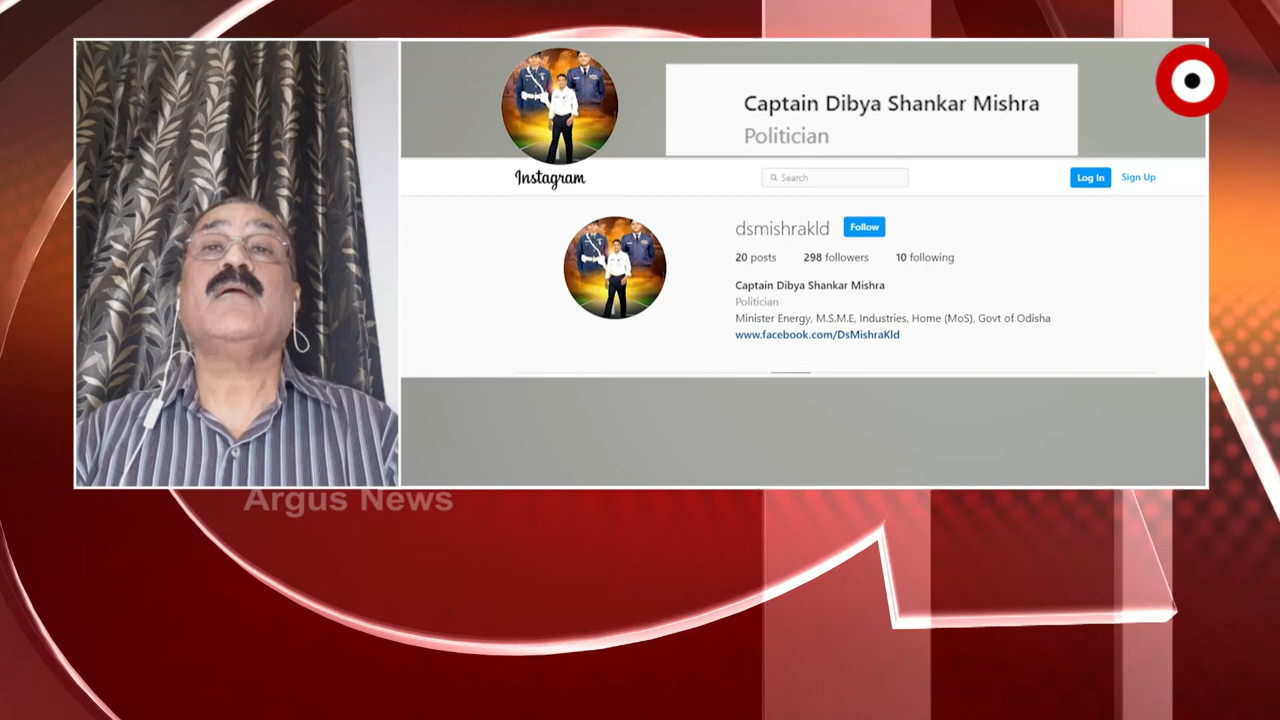 Captain Dibya Shankar Mishra
Politician
Instagram
Search
Log In
Sign Up
dsmishrakld
Follow
20 posts
298 followers
10 following
Captain Dibya Shankar Mishra
Politician
Minister Energy, M.S.M.E, Industries, Home (MoS), Govt of Odisha
www.facebook.com/DsMishraKld
Argus News